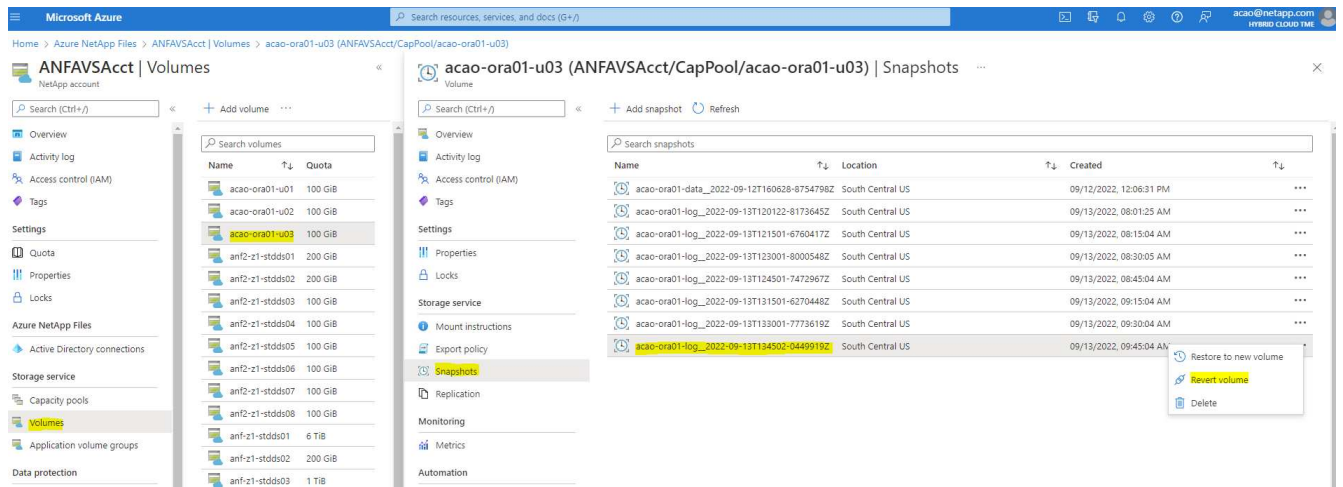 Microsoft Azure
Search resources, services, and docs (G+/)
acao@netapp.com
HYBRID CLOUD TME
Home > Azure NetApp Files > ANFAVSAcct | Volumes > acao-ora01-u03 (ANFAVSAcct/CapPool/acao-ora01-u03)
ANFAVSAcct | Volumes
NetApp account
Search (Ctrl+/)
Overview
Activity log
Access control (IAM)
Tags
Settings
Quota
Properties
Locks
Azure NetApp Files
Active Directory connections
Storage service
Capacity pools
Volumes
Application volume groups
Data protection
+ Add volume ...
Search volumes
Name Quota
acao-ora01-u01 100 GiB
acao-ora01-u02 100 GiB
acao-ora01-u03 100 GiB
anf2-z1-stdds01 200 GiB
anf2-z1-stdds02 200 GiB
anf2-z1-stdds03 100 GiB
anf2-z1-stdds04 100 GiB
anf2-z1-stdds05 100 GiB
anf2-z1-stdds06 100 GiB
anf2-z1-stdds07 100 GiB
anf2-z1-stdds08 100 GiB
anf-z1-stdds01 6 TiB
anf-z1-stdds02 200 GiB
anf-z1-stdds03 1 TiB
acao-ora01-u03 (ANFAVSAcct/CapPool/acao-ora01-u03) | Snapshots ...
Volume
Search (Ctrl+/)
Overview
Activity log
Access control (IAM)
Tags
Settings
Properties
Locks
Storage service
Mount instructions
Export policy
Snapshots
Replication
Monitoring
Metrics
Automation
+ Add snapshot Refresh
Search snapshots
Name Location Created
acao-ora01-data__2022-09-12T160628-8754798Z South Central US 09/12/2022, 12:06:31 PM ...
acao-ora01-log__2022-09-13T120122-8173645Z South Central US 09/13/2022, 08:01:25 AM ...
acao-ora01-log__2022-09-13T121501-6760417Z South Central US 09/13/2022, 08:15:04 AM ...
acao-ora01-log__2022-09-13T123001-8000548Z South Central US 09/13/2022, 08:30:05 AM ...
acao-ora01-log__2022-09-13T124501-7472967Z South Central US 09/13/2022, 08:45:04 AM ...
acao-ora01-log__2022-09-13T131501-6270448Z South Central US 09/13/2022, 09:15:04 AM ...
acao-ora01-log__2022-09-13T133001-7773619Z South Central US 09/13/2022, 09:30:04 AM ...
acao-ora01-log__2022-09-13T134502-0449919Z South Central US 09/13/2022, 09:45:04 AM
Restore to new volume
Revert volume
Delete